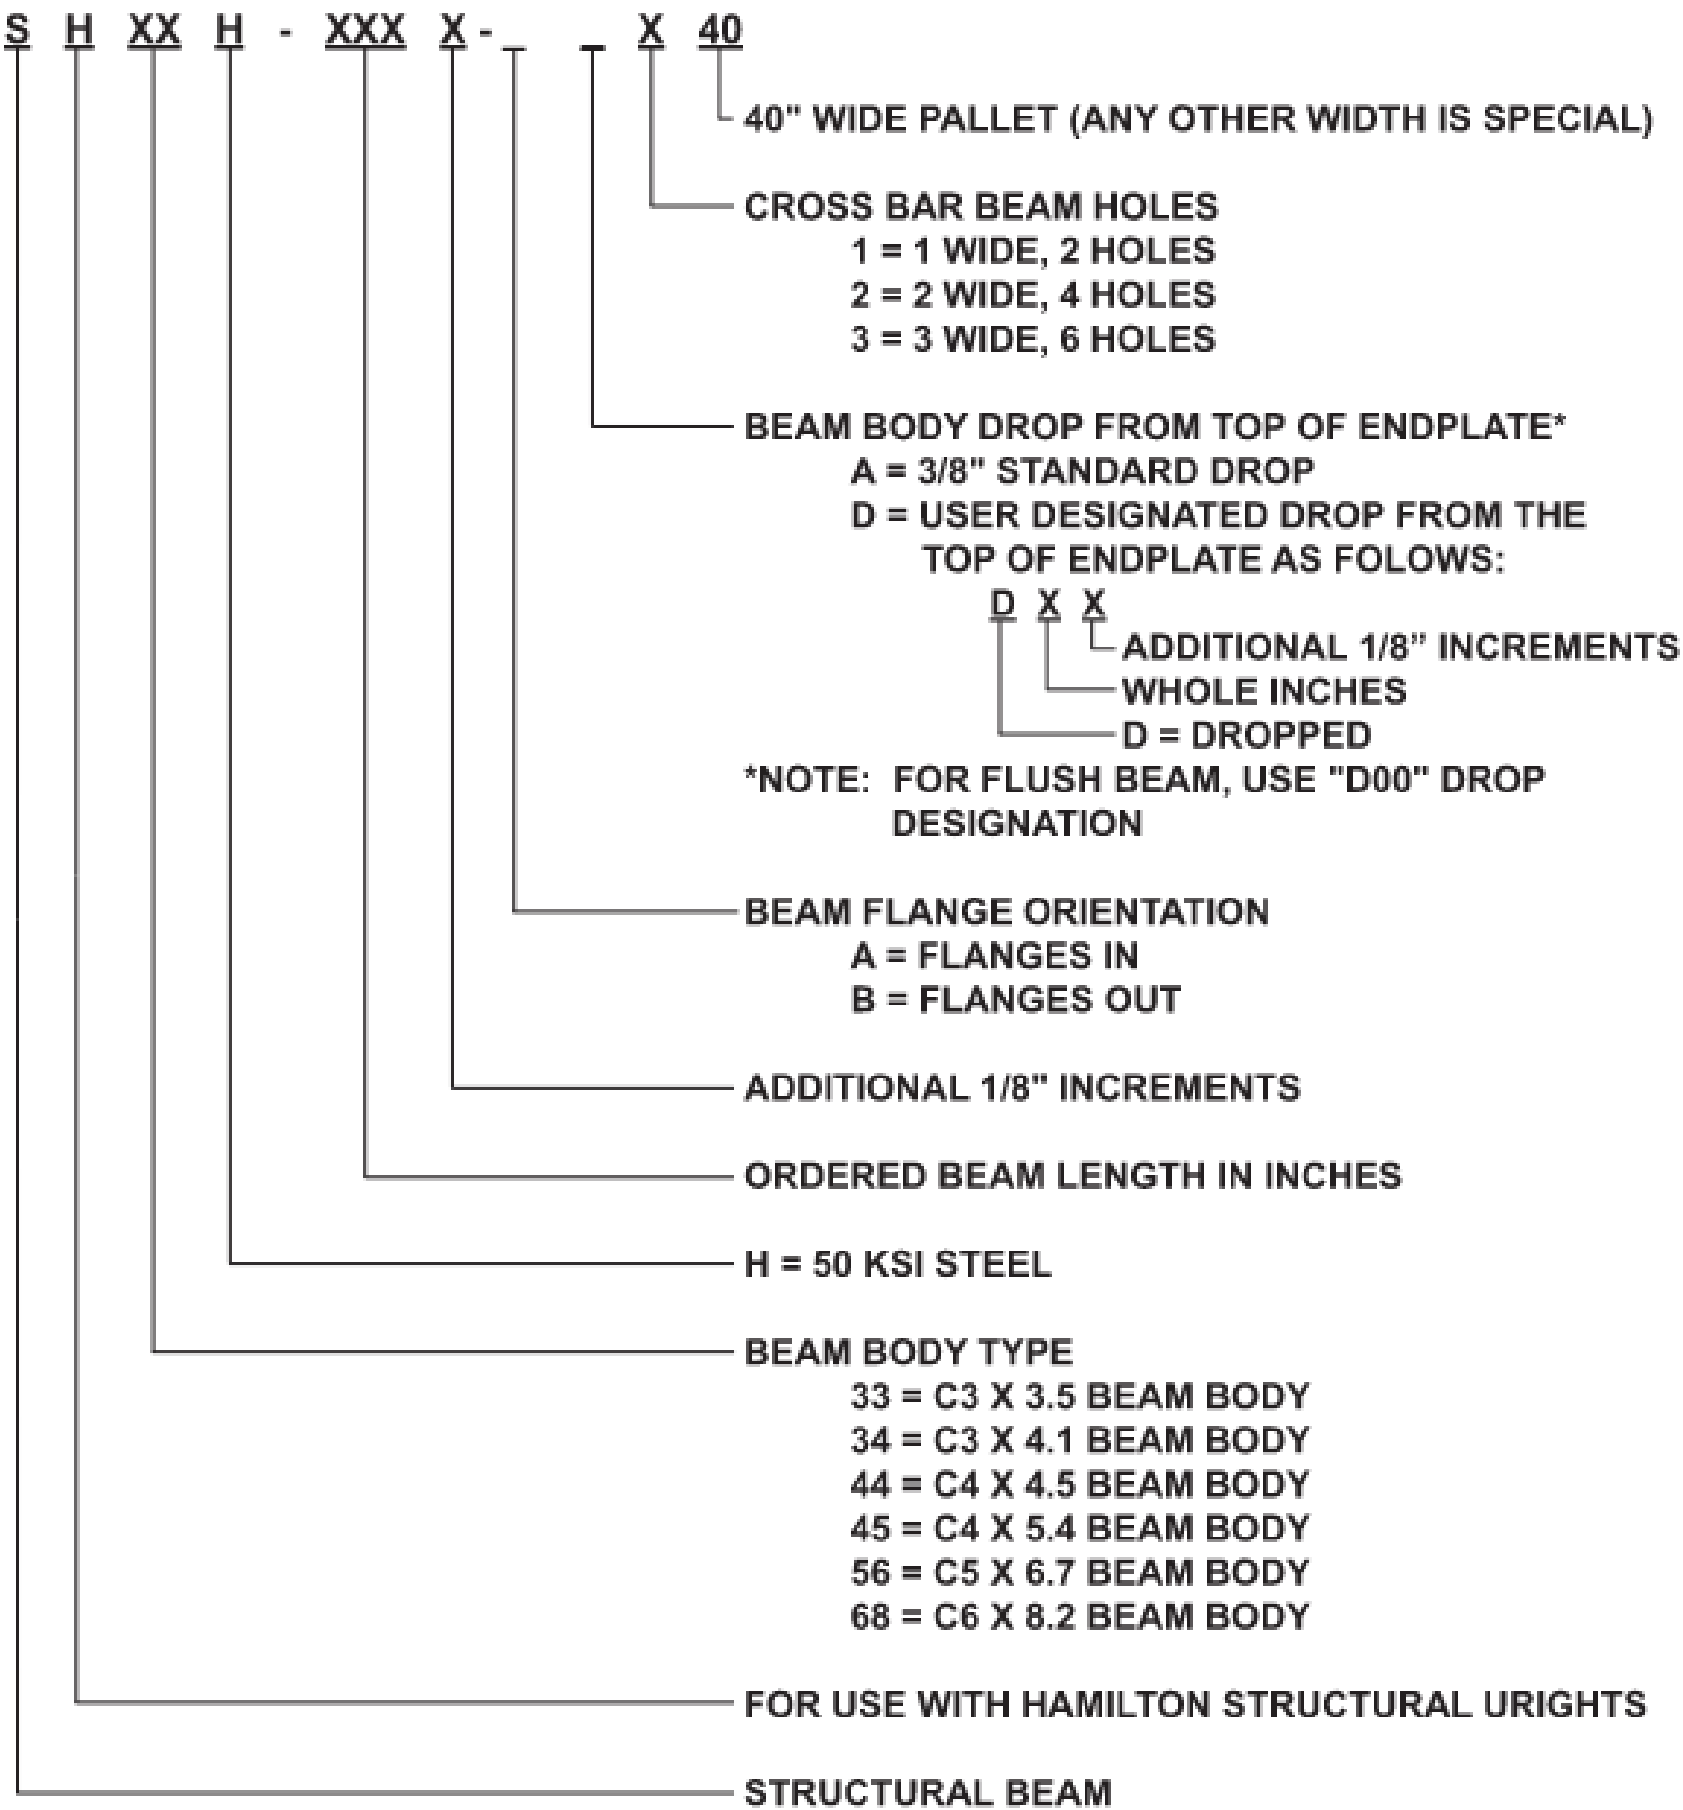 S H XX H - XXX X - _ _ X 40
40" WIDE PALLET (ANY OTHER WIDTH IS SPECIAL)
CROSS BAR BEAM HOLES
1 = 1 WIDE, 2 HOLES
2 = 2 WIDE, 4 HOLES
3 = 3 WIDE, 6 HOLES
BEAM BODY DROP FROM TOP OF ENDPLATE*
A = 3/8" STANDARD DROP
D = USER DESIGNATED DROP FROM THE
TOP OF ENDPLATE AS FOLOWS:
D X X
ADDITIONAL 1/8” INCREMENTS
WHOLE INCHES
D = DROPPED
*NOTE: FOR FLUSH BEAM, USE "D00" DROP
DESIGNATION
BEAM FLANGE ORIENTATION
A = FLANGES IN
B = FLANGES OUT
ADDITIONAL 1/8" INCREMENTS
ORDERED BEAM LENGTH IN INCHES
H = 50 KSI STEEL
BEAM BODY TYPE
33 = C3 X 3.5 BEAM BODY
34 = C3 X 4.1 BEAM BODY
44 = C4 X 4.5 BEAM BODY
45 = C4 X 5.4 BEAM BODY
56 = C5 X 6.7 BEAM BODY
68 = C6 X 8.2 BEAM BODY
FOR USE WITH HAMILTON STRUCTURAL URIGHTS
STRUCTURAL BEAM